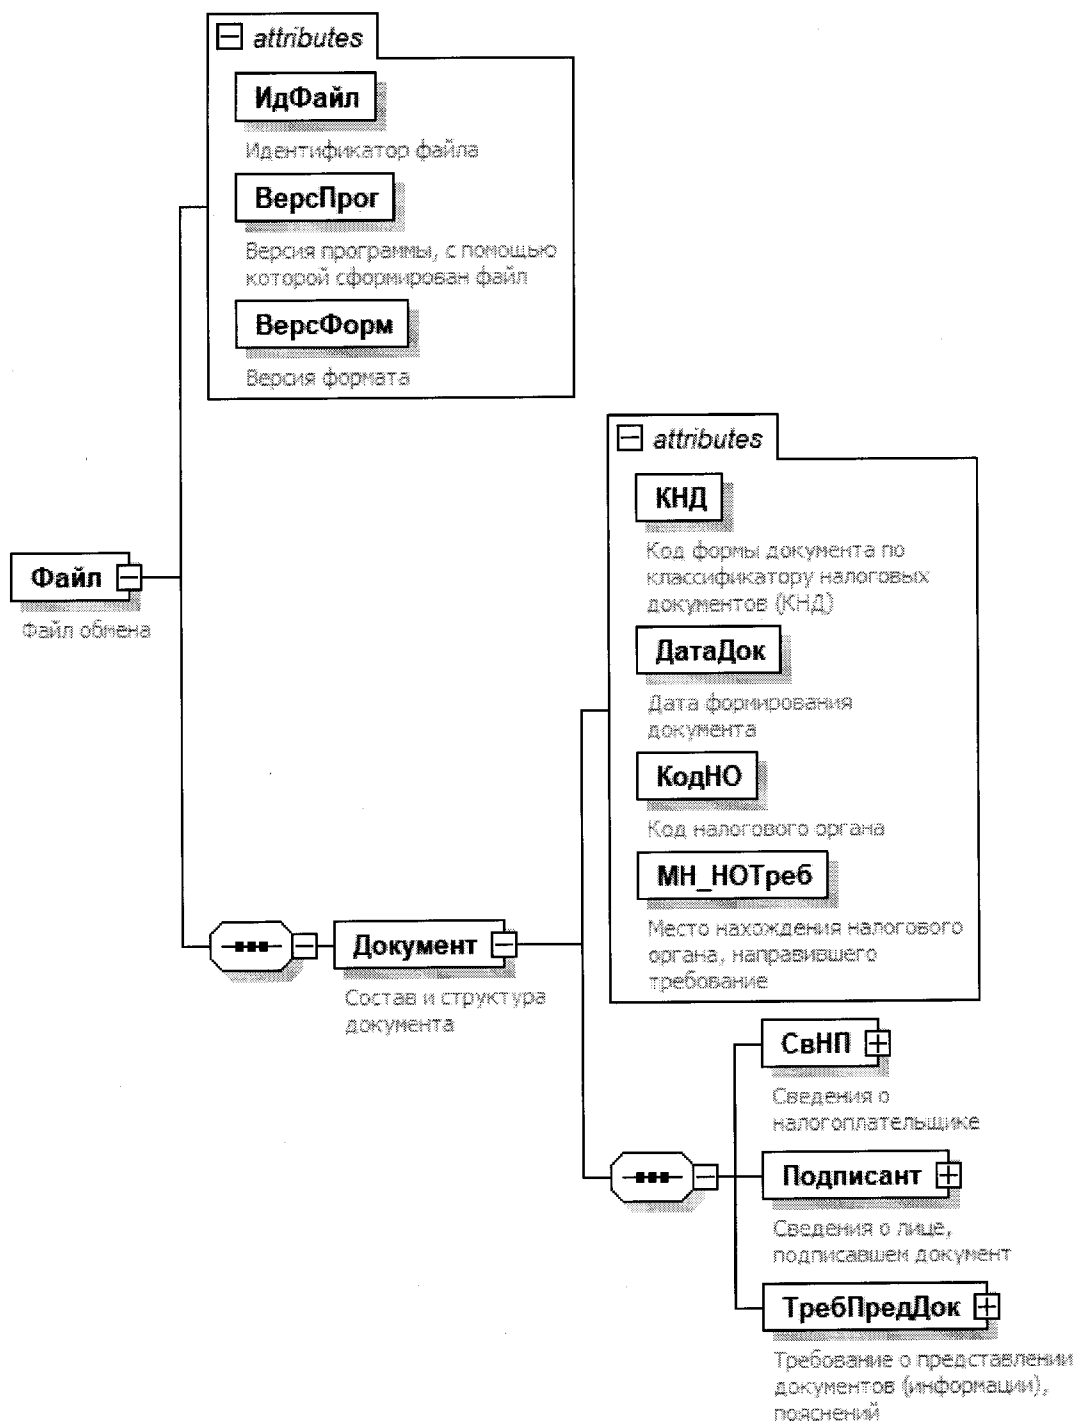 attributes
ИдФайл
Идентификатор файла
ВерсПрог
Версия программы, с помощью
которой сформирован файл
ВерсФорм
Версия формата
Файл
Файл обмена
attributes
КНД
Код формы документа по
классификатору налоговых
документов (КНД)
ДатаДок
Дата формирования
документа
КодНО
Код налогового органа
МН_НОТреб
Место нахождения налогового
органа, направившего
требование
Документ
Состав и структура
документа
СвНП
Сведения о
налогоплательщике
Подписант
Сведения о лице,
подписавшем документ
ТребПредДок
Требование о представлении
документов (информации),
пояснений